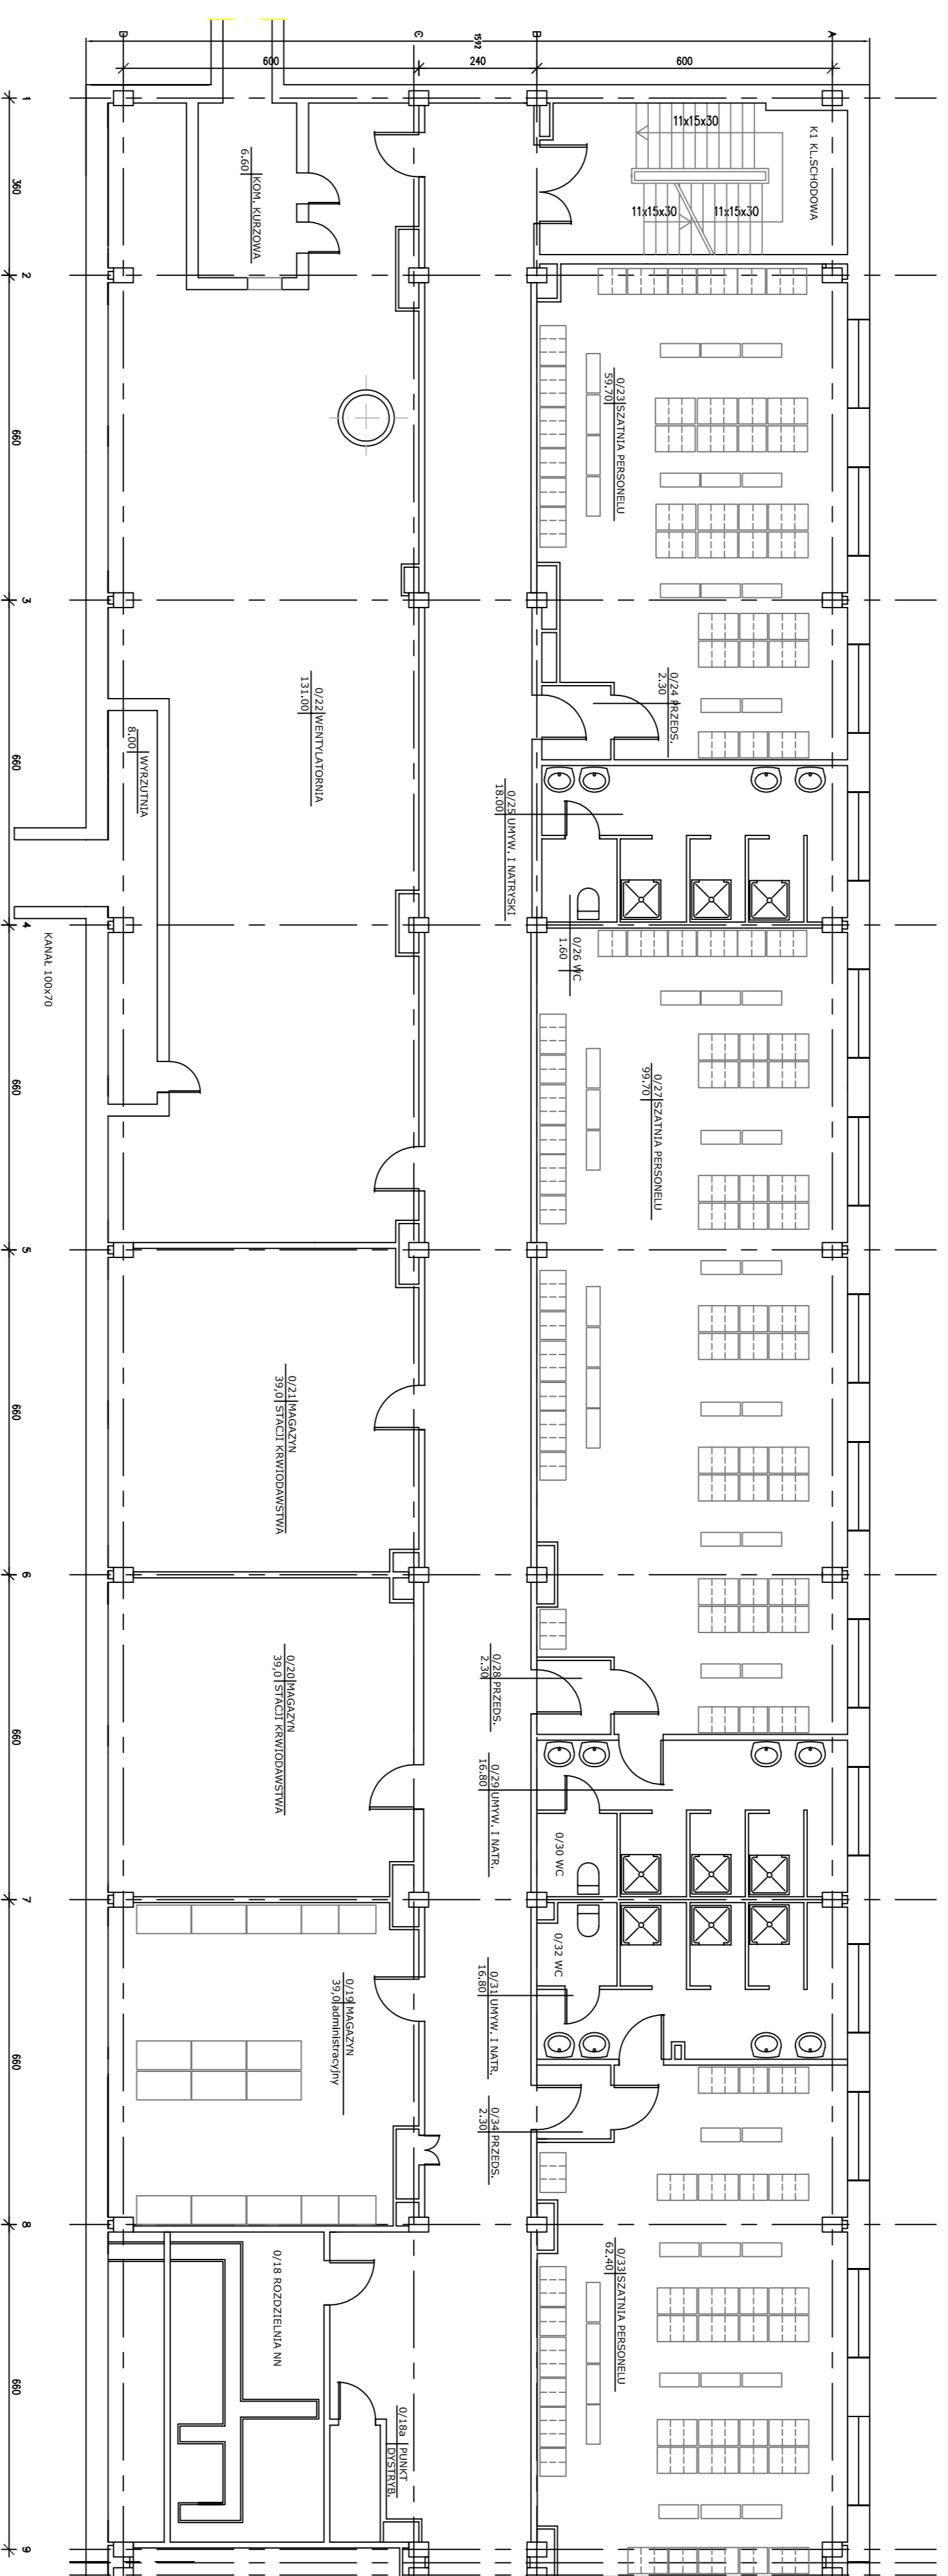 D
C
B
A
1592
600
240
600
1
2
3
4
5
6
7
8
9
360
660
660
660
660
660
660
660
660
K1 KL.SCHODOWA
11x15x30
11x15x30
11x15x30
KOM. KURZOWA
6.60
0/23 SZATNIA PERSONELU
59.70
0/24 PRZEDS.
2.30
0/22 WENTYLATORNIA
131.00
WYRZUTNIA
8.00
0/25 UMYW. I NATRYSKI
18.00
0/26 WC
1.60
KANAŁ 100x70
0/27 SZATNIA PERSONELU
99.70
0/21 MAGAZYN
39,0 STACJI KRWIODAWSTWA
0/20 MAGAZYN
39,0 STACJI KRWIODAWSTWA
0/28 PRZEDS.
2.30
0/29 UMYW. I NATR.
16.80
0/30 WC
0/32 WC
0/31 UMYW. I NATR.
16.80
0/19 MAGAZYN
39,0 administracyjny
0/34 PRZEDS.
2.30
0/33 SZATNIA PERSONELU
62.40
0/18 ROZDZIELNIA NN
0/18a PUNKT
DYSTRYB.